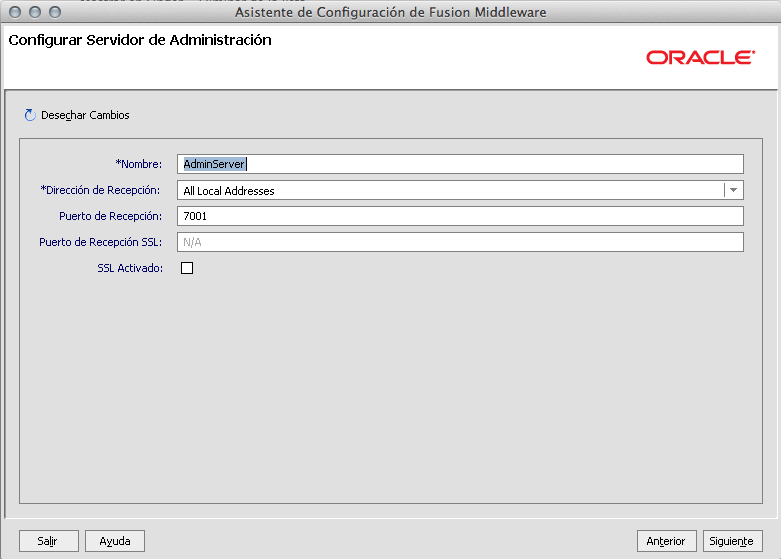 Asistente de Configuración de Fusion Middleware
Configurar Servidor de Administración
ORACLE
Desechar Cambios
*Nombre: AdminServer
*Dirección de Recepción: All Local Addresses
Puerto de Recepción: 7001
Puerto de Recepción SSL: N/A
SSL Activado:
Salir Ayuda Anterior Siguiente